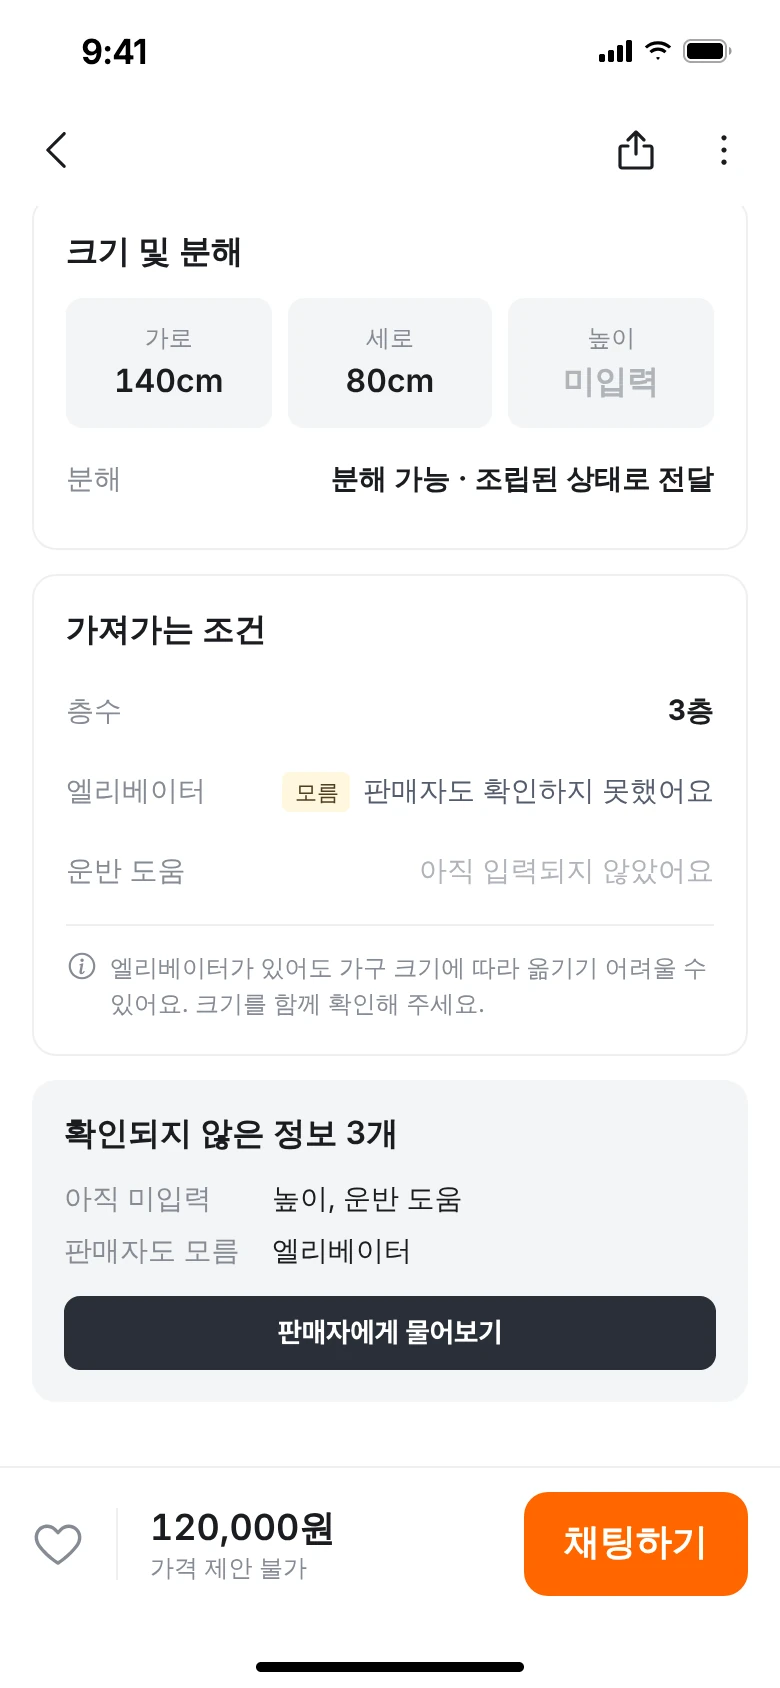 9:41
크기 및 분해
가로
140cm
세로
80cm
높이
미입력
분해
분해 가능 · 조립된 상태로 전달
가져가는 조건
층수
3층
엘리베이터
모름 판매자도 확인하지 못했어요
운반 도움
아직 입력되지 않았어요
엘리베이터가 있어도 가구 크기에 따라 옮기기 어려울 수
있어요. 크기를 함께 확인해 주세요.
확인되지 않은 정보 3개
아직 미입력 높이, 운반 도움
판매자도 모름 엘리베이터
판매자에게 물어보기
120,000원
가격 제안 불가
채팅하기